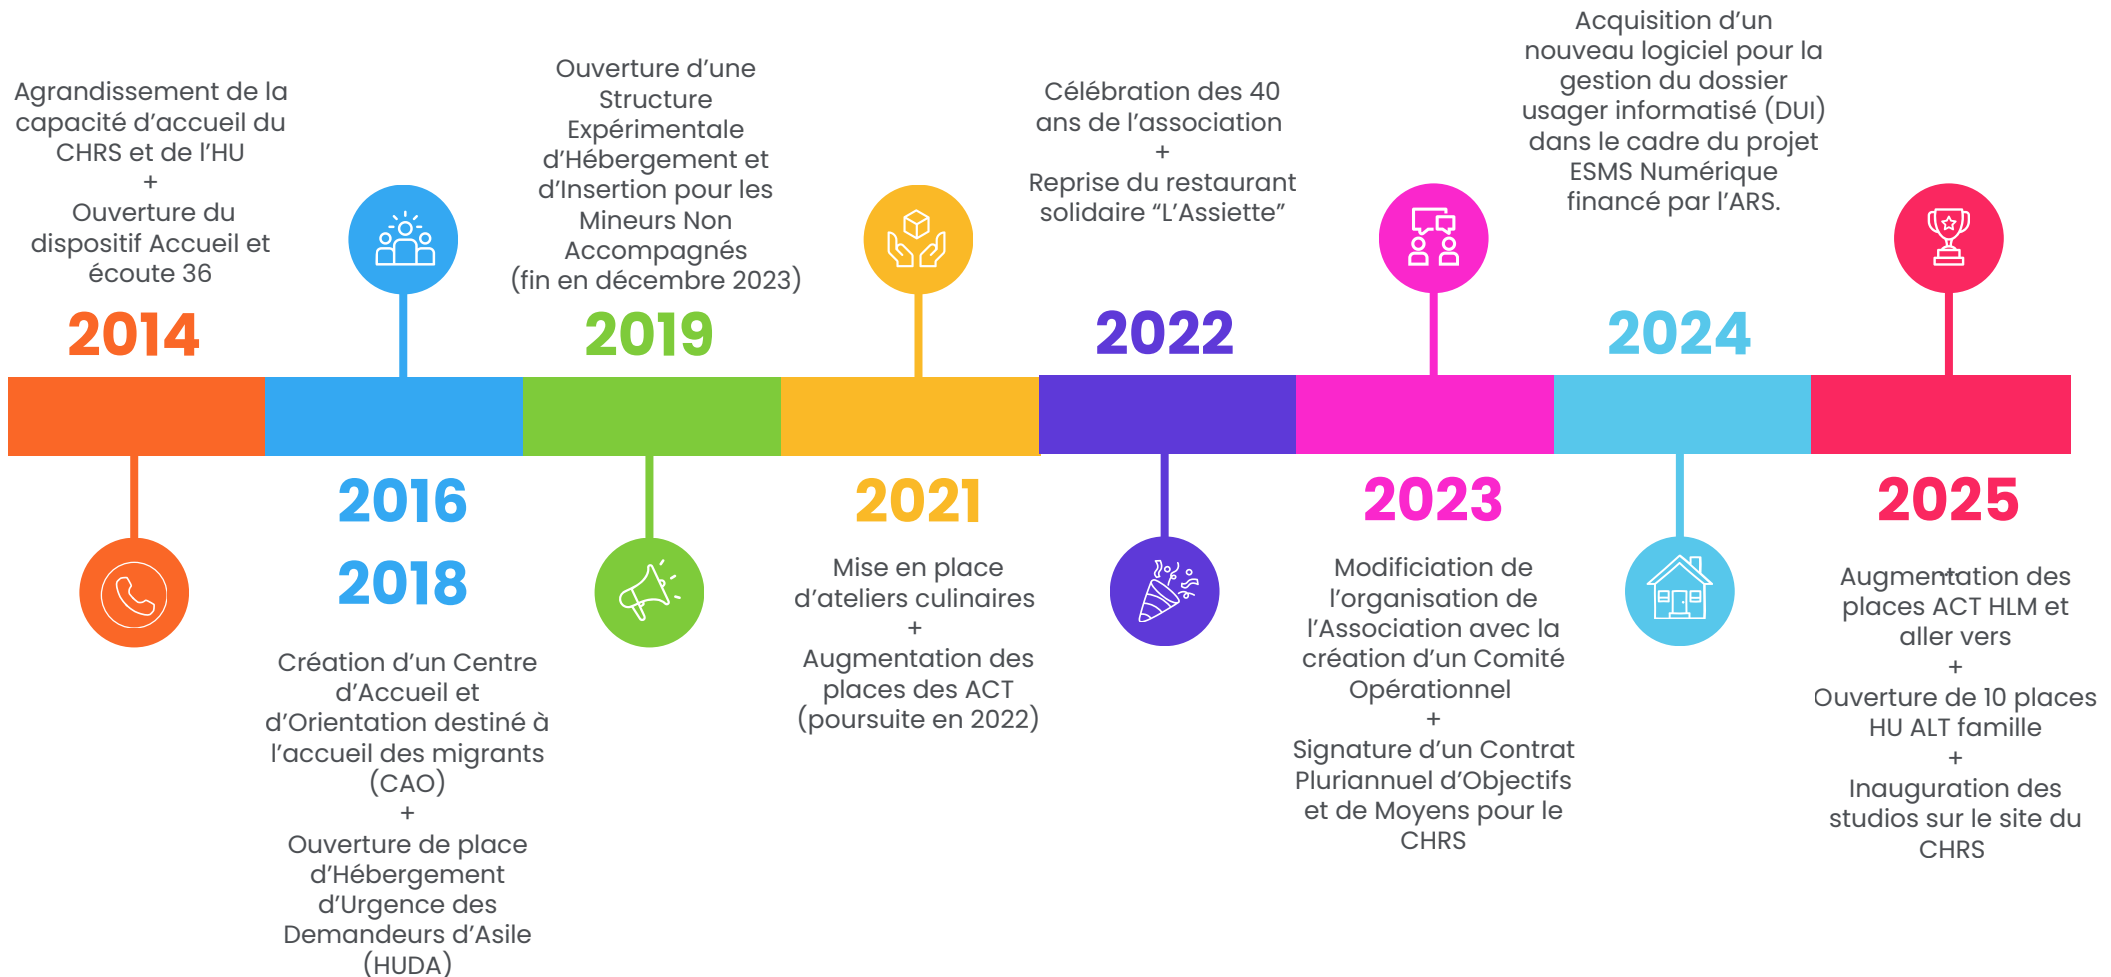 Agrandissement de la
capacité d’accueil du
CHRS et de l’HU
+
Ouverture du
dispositif Accueil et
écoute 36
2014
2016
2018
Création d’un Centre
d’Accueil et
d’Orientation destiné à
l’accueil des migrants
(CAO)
+
Ouverture de place
d’Hébergement
d’Urgence des
Demandeurs d’Asile
(HUDA)
Ouverture d’une
Structure
Expérimentale
d’Hébergement et
d’Insertion pour les
Mineurs Non
Accompagnés
(fin en décembre 2023)
2019
2021
Mise en place
d’ateliers culinaires
+
Augmentation des
places des ACT
(poursuite en 2022)
Célébration des 40
ans de l’association
+
Reprise du restaurant
solidaire “L’Assiette”
2022
2023
Modificiation de
l’organisation de
l’Association avec la
création d’un Comité
Opérationnel
+
Signature d’un Contrat
Pluriannuel d’Objectifs
et de Moyens pour le
CHRS
Acquisition d’un
nouveau logiciel pour la
gestion du dossier
usager informatisé (DUI)
dans le cadre du projet
ESMS Numérique
financé par l’ARS.
2024
2025
Augmentation des
places ACT HLM et
aller vers
+
Ouverture de 10 places
HU ALT famille
+
Inauguration des
studios sur le site du
CHRS